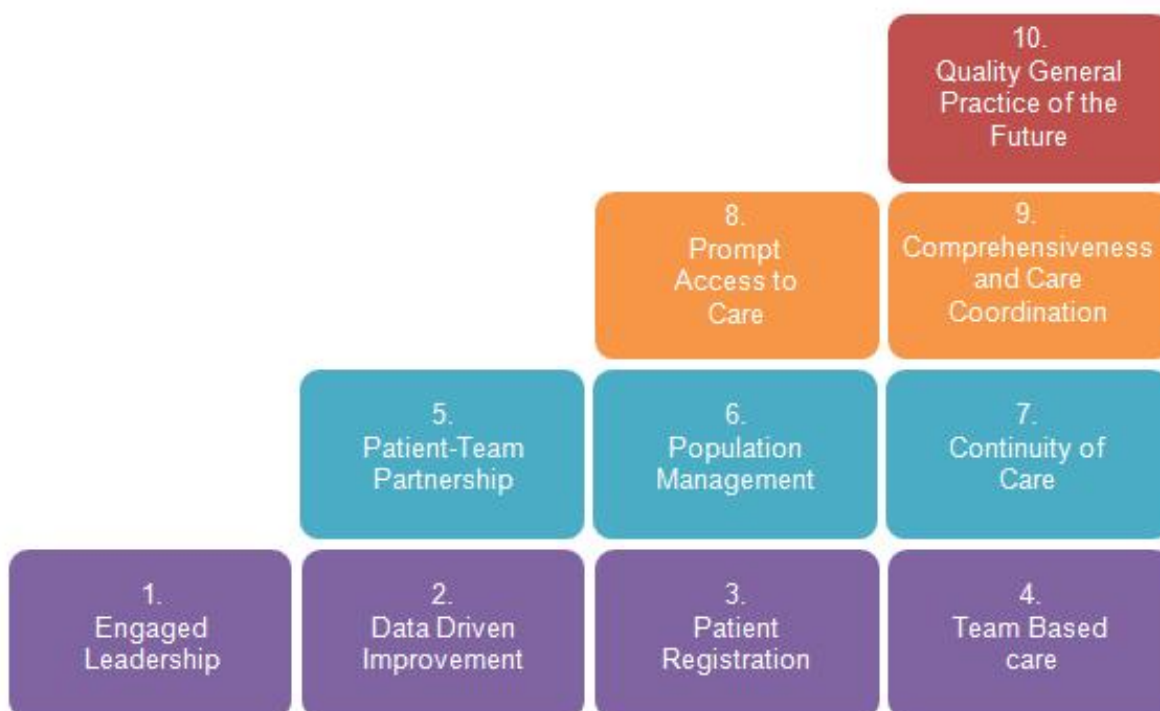 10.
Quality General
Practice of the
Future
8.
Prompt
Access to
Care
9.
Comprehensiveness
and Care
Coordination
5.
Patient-Team
Partnership
6.
Population
Management
7.
Continuity of
Care
1.
Engaged
Leadership
2.
Data Driven
Improvement
3.
Patient
Registration
4.
Team Based
care